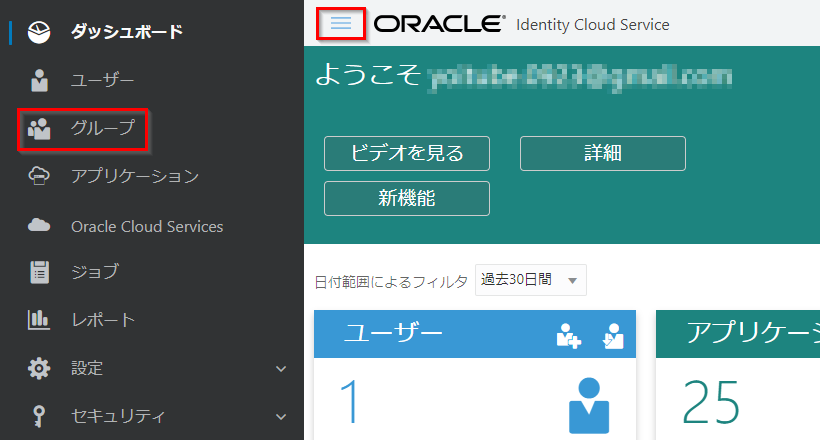 ダッシュボード
ユーザー
グループ
アプリケーション
Oracle Cloud Services
ジョブ
レポート
設定
セキュリティ
ORACLE® Identity Cloud Service
ようこそ
ビデオを見る
詳細
新機能
日付範囲によるフィルタ 過去30日間
ユーザー
1
アプリケーシ
25